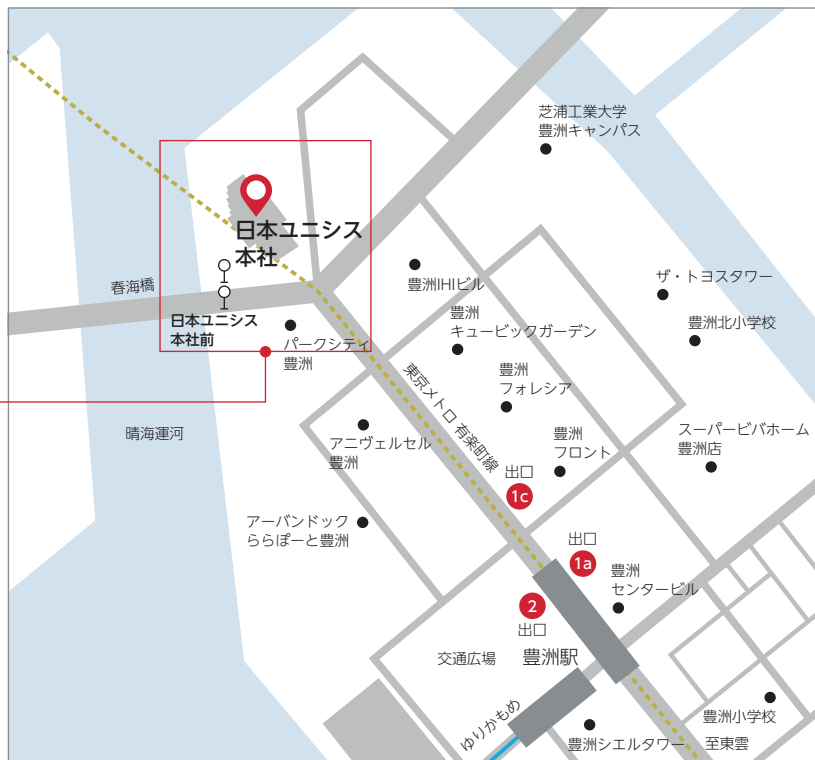 芝浦工業大学
豊洲キャンパス
日本ユニシス
本社
春海橋
豊洲IHIビル
ザ・トヨスタワー
日本ユニシス
本社前
豊洲
キュービックガーデン
豊洲北小学校
パークシティ
豊洲
東京メトロ 有楽町線
豊洲
フォレシア
晴海運河
アニヴェルセル
豊洲
豊洲
フロント
スーパービバホーム
豊洲店
出口
1c
アーバンドック
ららぽーと豊洲
出口
1a
豊洲
センタービル
2
出口
交通広場
豊洲駅
ゆりかもめ
豊洲小学校
豊洲シエルタワー
至東雲